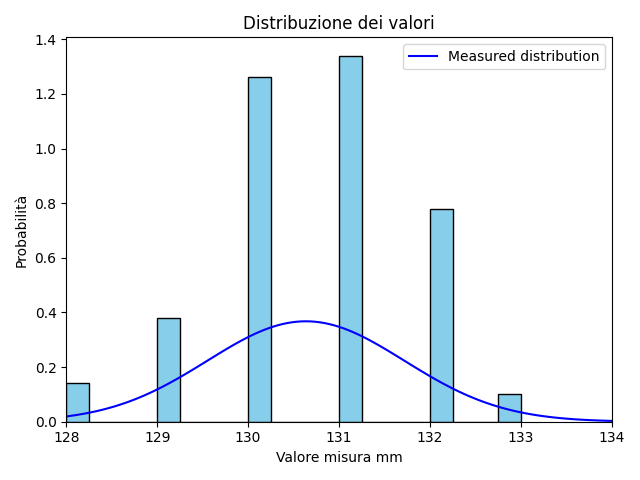 Distribuzione dei valori
Measured distribution
Probabilità
1.4
1.2
1.0
0.8
0.6
0.4
0.2
0.0
128 129 130 131 132 133 134
Valore misura mm